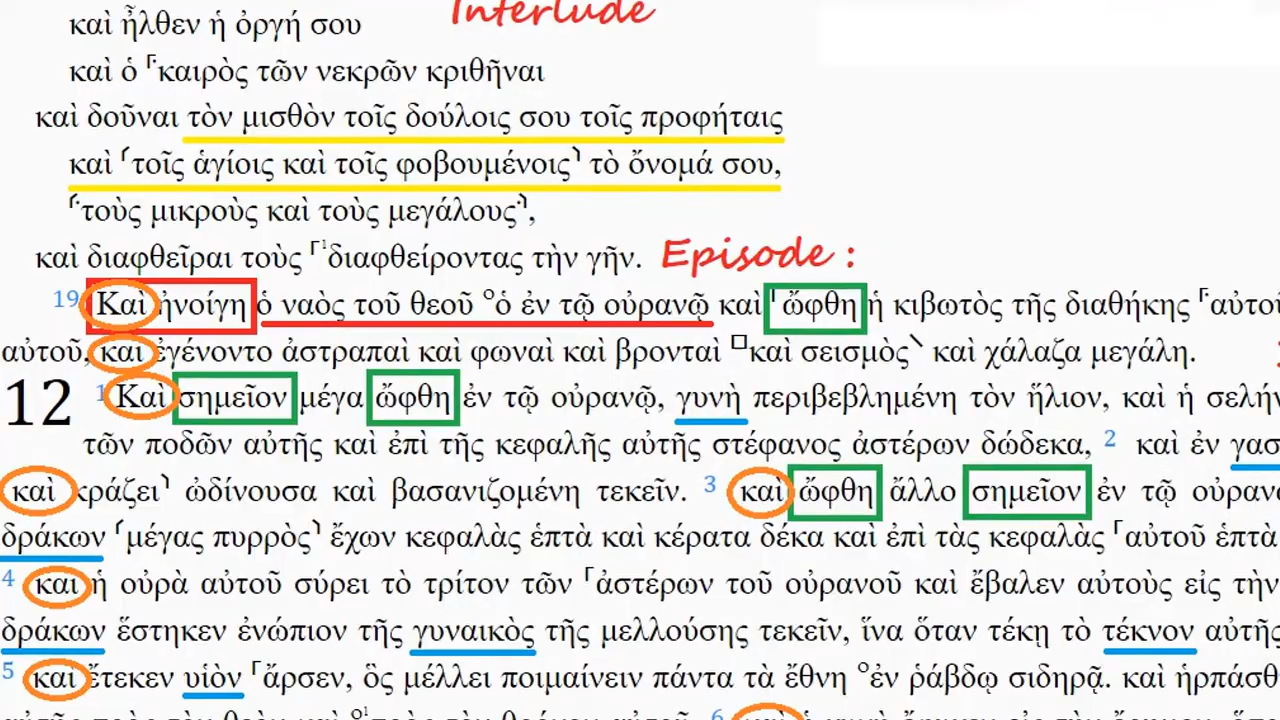 Interlude
καὶ ἦλθεν ἡ ὀργή σου
καὶ ὁ ⸀καιρὸς τῶν νεκρῶν κριθῆναι
καὶ δοῦναι τὸν μισθὸν τοῖς δούλοις σου τοῖς προφήταις
καὶ ⸂τοῖς ἁγίοις καὶ τοῖς φοβουμένοις⸃ τὸ ὄνομά σου,
⸄τοὺς μικροὺς καὶ τοὺς μεγάλους⸅,
καὶ διαφθεῖραι τοὺς ⸀¹διαφθείροντας τὴν γῆν. Episode :
19 Καὶ ἠνοίγη ὁ ναὸς τοῦ θεοῦ °ὁ ἐν τῷ οὐρανῷ καὶ ⸀ὤφθη ἡ κιβωτὸς τῆς διαθήκης ⸀αὐτοῦ
αὐτοῦ, καὶ ἐγένοντο ἀστραπαὶ καὶ φωναὶ καὶ βρονταὶ ⸋καὶ σεισμὸς⸌ καὶ χάλαζα μεγάλη.
12 1 Καὶ σημεῖον μέγα ὤφθη ἐν τῷ οὐρανῷ, γυνὴ περιβεβλημένη τὸν ἥλιον, καὶ ἡ σελήν
τῶν ποδῶν αὐτῆς καὶ ἐπὶ τῆς κεφαλῆς αὐτῆς στέφανος ἀστέρων δώδεκα, 2 καὶ ἐν γασ
καὶ κράζει⸃ ὠδίνουσα καὶ βασανιζομένη τεκεῖν. 3 καὶ ὤφθη ἄλλο σημεῖον ἐν τῷ οὐραν
δράκων ⸂μέγας πυρρὸς⸃ ἔχων κεφαλὰς ἑπτὰ καὶ κέρατα δέκα καὶ ἐπὶ τὰς κεφαλὰς ⸀αὐτοῦ ἑπτὰ
4 καὶ ἡ οὐρὰ αὐτοῦ σύρει τὸ τρίτον τῶν ⸀ἀστέρων τοῦ οὐρανοῦ καὶ ἔβαλεν αὐτοὺς εἰς τὴν
δράκων ἕστηκεν ἐνώπιον τῆς γυναικὸς τῆς μελλούσης τεκεῖν, ἵνα ὅταν τέκῃ τὸ τέκνον αὐτῆς
5 καὶ ἔτεκεν υἱὸν ⸀ἄρσεν, ὃς μέλλει ποιμαίνειν πάντα τὰ ἔθνη °ἐν ῥάβδῳ σιδηρᾷ. καὶ ἡρπάσθ